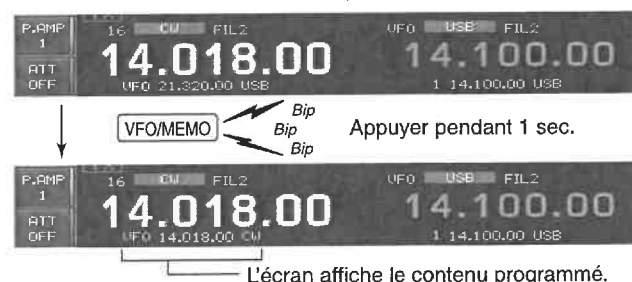 P.AMP 16 CW FIL2 VFO USB FIL2
1
14.018.00 14.100.00
ATT
OFF VFO 21.320.00 USB 1 14.100.00 USB
Bip
VFO/MEMO Bip Appuyer pendant 1 sec.
Bip
P.AMP 16 CW FIL2 VFO USB FIL2
1
14.018.00 14.100.00
ATT
OFF VFO 14.018.00 CW 1 14.100.00 USB
L'écran affiche le contenu programmé.